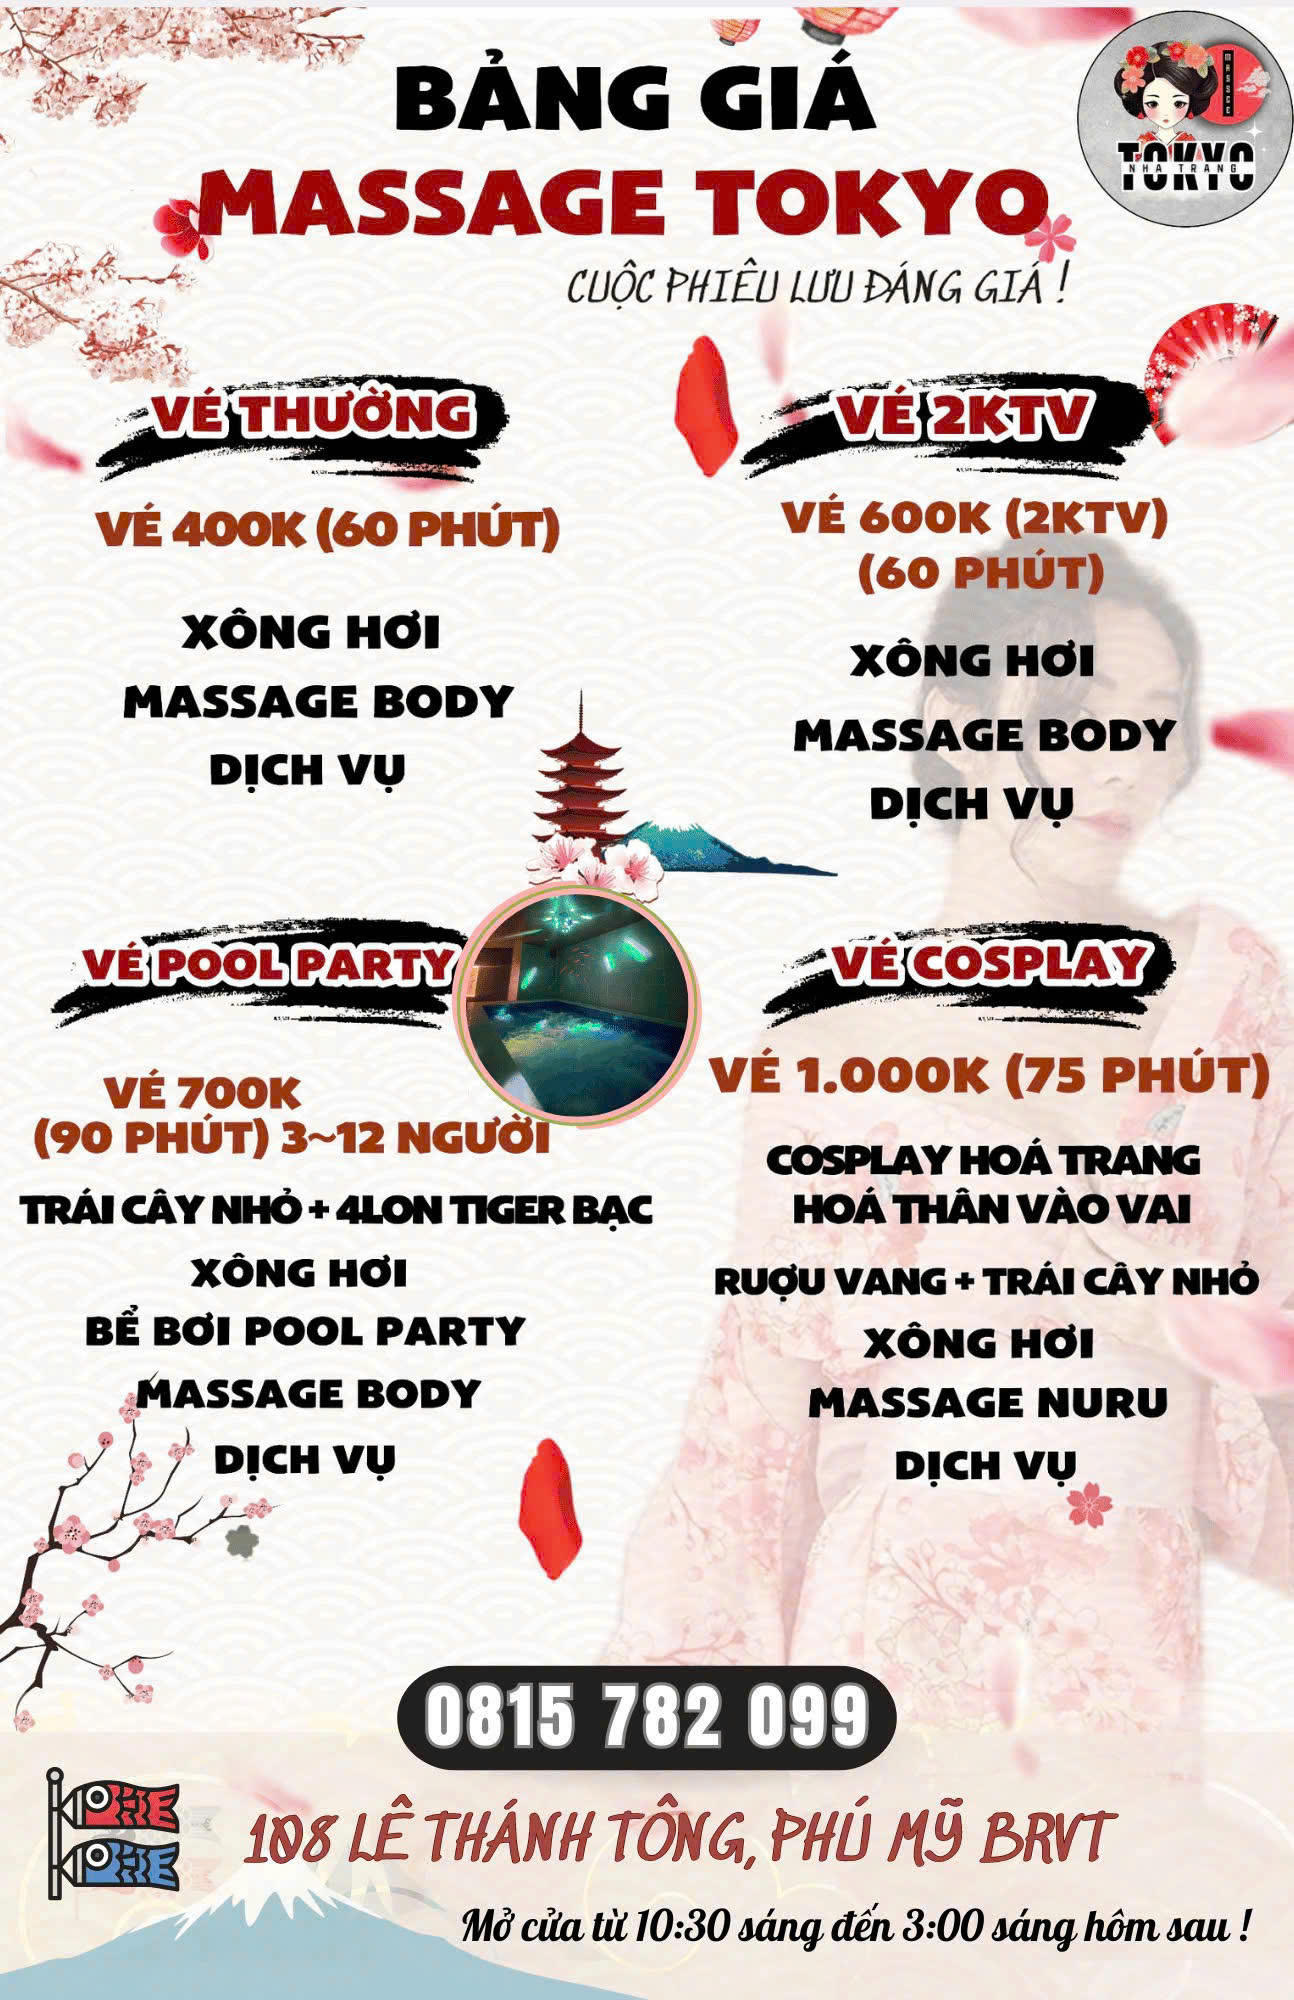 BẢNG GIÁ
MASSAGE TOKYO
CUỘC PHIÊU LƯU ĐÁNG GIÁ !
MASSGE
TOKYO
NHA TRANG
VÉ THƯỜNG
VÉ 400K (60 PHÚT)
XÔNG HƠI
MASSAGE BODY
DỊCH VỤ
VÉ 2KTV
VÉ 600K (2KTV)
(60 PHÚT)
XÔNG HƠI
MASSAGE BODY
DỊCH VỤ
VÉ POOL PARTY
VÉ 700K
(90 PHÚT) 3~12 NGƯỜI
TRÁI CÂY NHỎ + 4LON TIGER BẠC
XÔNG HƠI
BỂ BƠI POOL PARTY
MASSAGE BODY
DỊCH VỤ
VÉ COSPLAY
VÉ 1.000K (75 PHÚT)
COSPLAY HOÁ TRANG
HOÁ THÂN VÀO VAI
RUỢU VANG + TRÁI CÂY NHỎ
XÔNG HƠI
MASSAGE NURU
DỊCH VỤ
0815 782 099
108 LÊ THÁNH TÔNG, PHÚ MỸ BRVT
Mở cửa từ 10:30 sáng đến 3:00 sáng hôm sau !